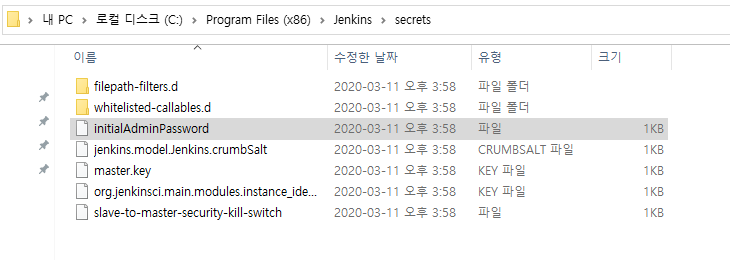 내 PC > 로컬 디스크 (C:) > Program Files (x86) > Jenkins > secrets
이름 수정한 날짜 유형 크기
filepath-filters.d 2020-03-11 오후 3:58 파일 폴더
whitelisted-callables.d 2020-03-11 오후 3:58 파일 폴더
initialAdminPassword 2020-03-11 오후 3:58 파일 1KB
jenkins.model.Jenkins.crumbSalt 2020-03-11 오후 3:58 CRUMBSALT 파일 1KB
master.key 2020-03-11 오후 3:58 KEY 파일 1KB
org.jenkinsci.main.modules.instance_ide... 2020-03-11 오후 3:58 KEY 파일 1KB
slave-to-master-security-kill-switch 2020-03-11 오후 3:58 파일 1KB